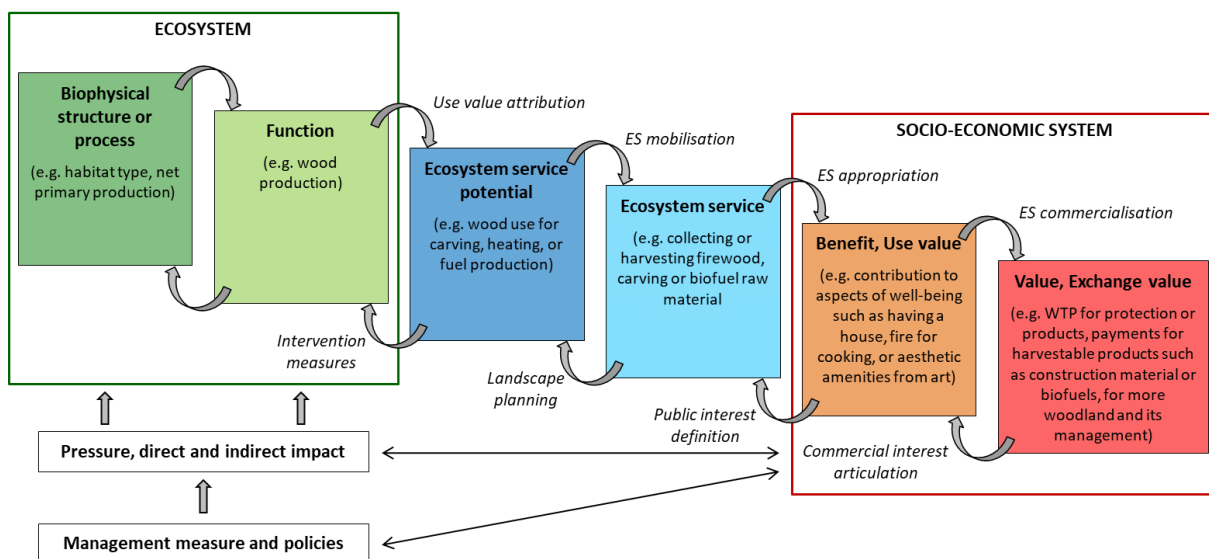 ECOSYSTEM
Biophysical
structure or
process
(e.g. habitat type, net
primary production)
Function
(e.g. wood
production)
Use value attribution
Ecosystem service
potential
(e.g. wood use for
carving, heating, or
fuel production)
ES mobilisation
Ecosystem service
(e.g. collecting or
harvesting firewood,
carving or biofuel raw
material
SOCIO-ECONOMIC SYSTEM
ES appropriation
Benefit, Use value
(e.g. contribution to
aspects of well-being
such as having a
house, fire for
cooking, or aesthetic
amenities from art)
ES commercialisation
Value, Exchange value
(e.g. WTP for protection or
products, payments for
harvestable products such
as construction material or
biofuels, for more
woodland and its
management)
Intervention
measures
Landscape
planning
Public interest
definition
Commercial interest
articulation
Pressure, direct and indirect impact
Management measure and policies